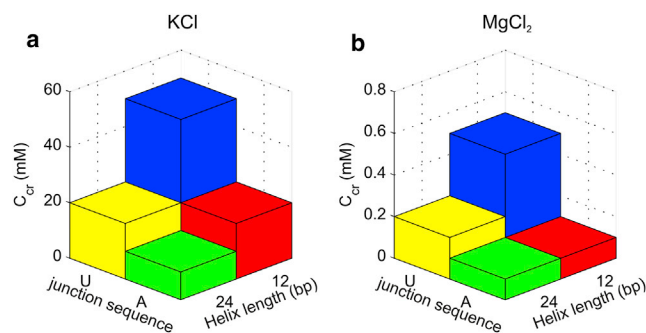 a
KCl
60
40
20
0
C_cr (mM)
U
A
junction sequence
24
12
Helix length (bp)
b
MgCl₂
0.8
0.6
0.4
0.2
0
C_cr (mM)
U
A
junction sequence
24
12
Helix length (bp)